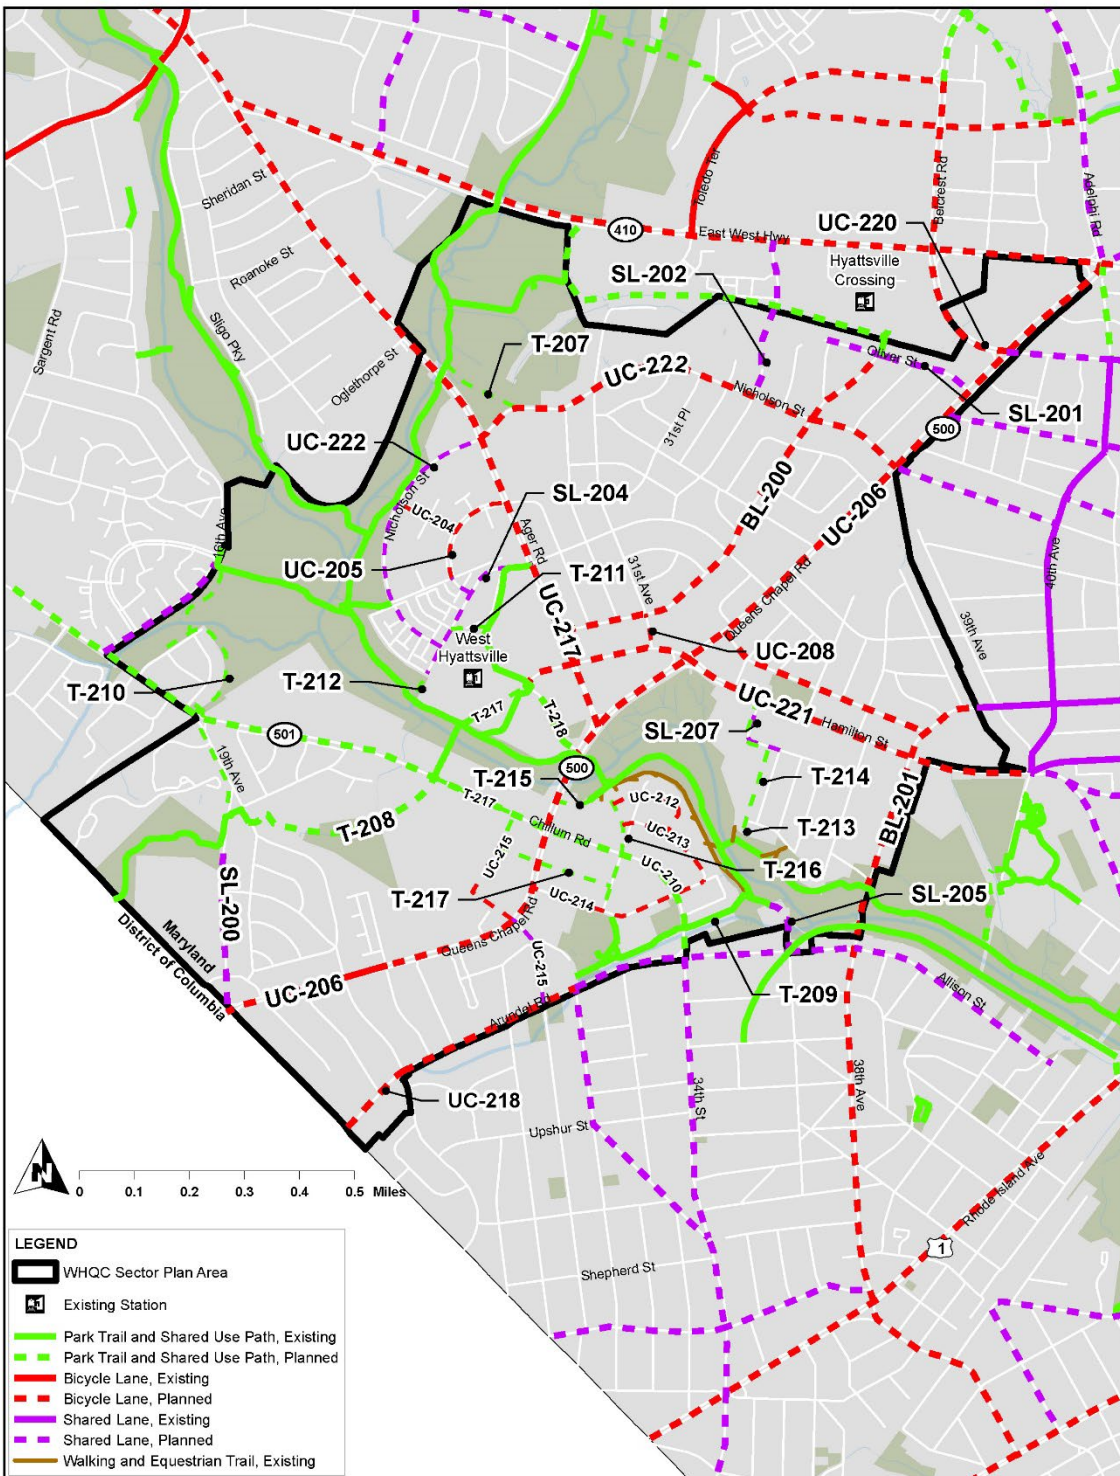 Toledo Ter
Belcrest Rd
Adelphi Rd
Sheridan St
410
East West Hwy
UC-220
Hyattsville
Crossing
SL-202
Roanoke St
Sligo Pky
Sargent Rd
Oglethorpe St
T-207
UC-222
Oliver St
Nicholson St
SL-201
31st Pl
500
UC-222
SL-204
BL-200
UC-206
Nicholson St
UC-204
Ager Rd
16th Ave
UC-205
T-211
31st Ave
Queens Chapel Rd
40th Ave
UC-217
39th Ave
West
Hyattsville
UC-208
T-210
T-212
UC-221
Hamilton St
T-217
T-218
SL-207
501
19th Ave
500
T-215
T-214
T-217
UC-212
BL-201
T-208
Chillum Rd
UC-213
T-213
UC-215
T-216
UC-210
SL-200
T-217
UC-214
SL-205
Queens Chapel Rd
Maryland
District of Columbia
UC-206
UC-215
T-209
Allison St
Arundel Rd
34th St
38th Ave
UC-218
Upshur St
N
0 0.1 0.2 0.3 0.4 0.5 Miles
Rhode Island Ave
1
Shepherd St
LEGEND
WHQC Sector Plan Area
Existing Station
Park Trail and Shared Use Path, Existing
Park Trail and Shared Use Path, Planned
Bicycle Lane, Existing
Bicycle Lane, Planned
Shared Lane, Existing
Shared Lane, Planned
Walking and Equestrian Trail, Existing